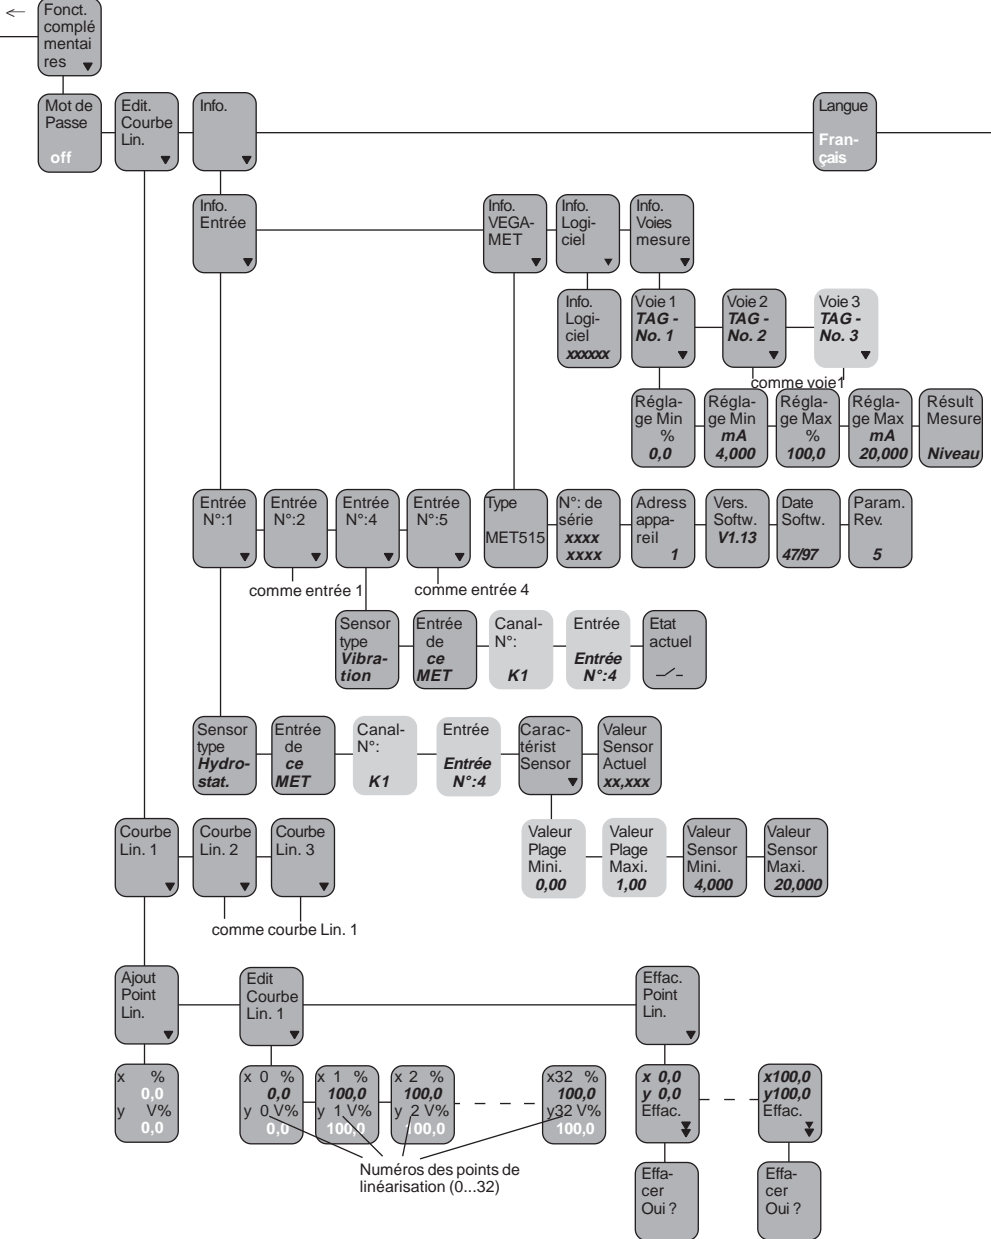 ←
Fonct.
complé
mentai
res
Mot de
Passe
off
Edit.
Courbe
Lin.
Info.
Langue
Fran-
çais
Info.
Entrée
Info.
VEGA-
MET
Info.
Logi-
ciel
Info.
Voies
mesure
Info.
Logi-
ciel
xxxxxx
Voie 1
TAG -
No. 1
Voie 2
TAG -
No. 2
Voie 3
TAG -
No. 3
comme voie1
Régla-
ge Min
%
0,0
Régla-
ge Min
mA
4,000
Régla-
ge Max
%
100,0
Régla-
ge Max
mA
20,000
Résult
Mesure
Niveau
Entrée
N°:1
Entrée
N°:2
Entrée
N°:4
Entrée
N°:5
Type
MET515
N°: de
série
xxxx
xxxx
Adress
appa-
reil
1
Vers.
Softw.
V1.13
Date
Softw.
47/97
Param.
Rev.
5
comme entrée 1
comme entrée 4
Sensor
type
Vibra-
tion
Entrée
de
ce
MET
Canal-
N°:
K1
Entrée
Entrée
N°:4
Etat
actuel
Sensor
type
Hydro-
stat.
Entrée
de
ce
MET
Canal-
N°:
K1
Entrée
Entrée
N°:4
Carac-
térist
Sensor
Valeur
Sensor
Actuel
xx,xxx
Courbe
Lin. 1
Courbe
Lin. 2
Courbe
Lin. 3
Valeur
Plage
Mini.
0,00
Valeur
Plage
Maxi.
1,00
Valeur
Sensor
Mini.
4,000
Valeur
Sensor
Maxi.
20,000
comme courbe Lin. 1
Ajout
Point
Lin.
Edit
Courbe
Lin. 1
Effac.
Point
Lin.
x %
0,0
y V%
0,0
x 0 %
0,0
y 0 V%
0,0
x 1 %
100,0
y 1 V%
100,0
x 2 %
100,0
y 2 V%
100,0
x32 %
100,0
y32 V%
100,0
x 0,0
y 0,0
Effac.
x100,0
y100,0
Effac.
Numéros des points de
linéarisation (0...32)
Effa-
cer
Oui ?
Effa-
cer
Oui ?